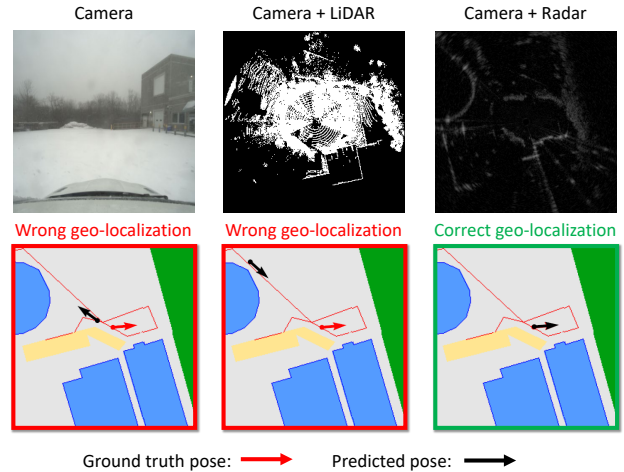 Camera
Camera + LiDAR
Camera + Radar
Wrong geo-localization
Wrong geo-localization
Correct geo-localization
Ground truth pose:
Predicted pose: